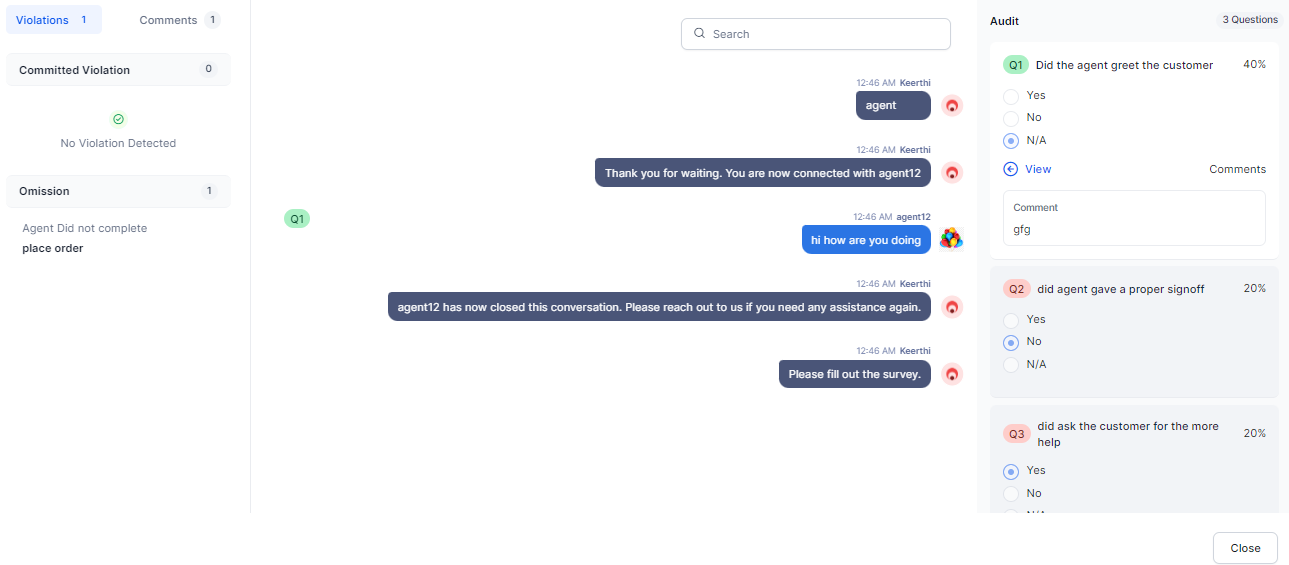 Violations 1
Comments 1
Committed Violation 0
No Violation Detected
Omission 1
Agent Did not complete
place order
Search
12:46 AM Keerthi
agent
12:46 AM Keerthi
Thank you for waiting. You are now connected with agent12
Q1
12:46 AM agent12
hi how are you doing
12:46 AM Keerthi
agent12 has now closed this conversation. Please reach out to us if you need any assistance again.
12:46 AM Keerthi
Please fill out the survey.
Audit
3 Questions
Q1 Did the agent greet the customer 40%
Yes
No
N/A
View
Comments
Comment
gfg
Q2 did agent gave a proper signoff 20%
Yes
No
N/A
Q3 did ask the customer for the more
help
20%
Yes
No
N/A
Close